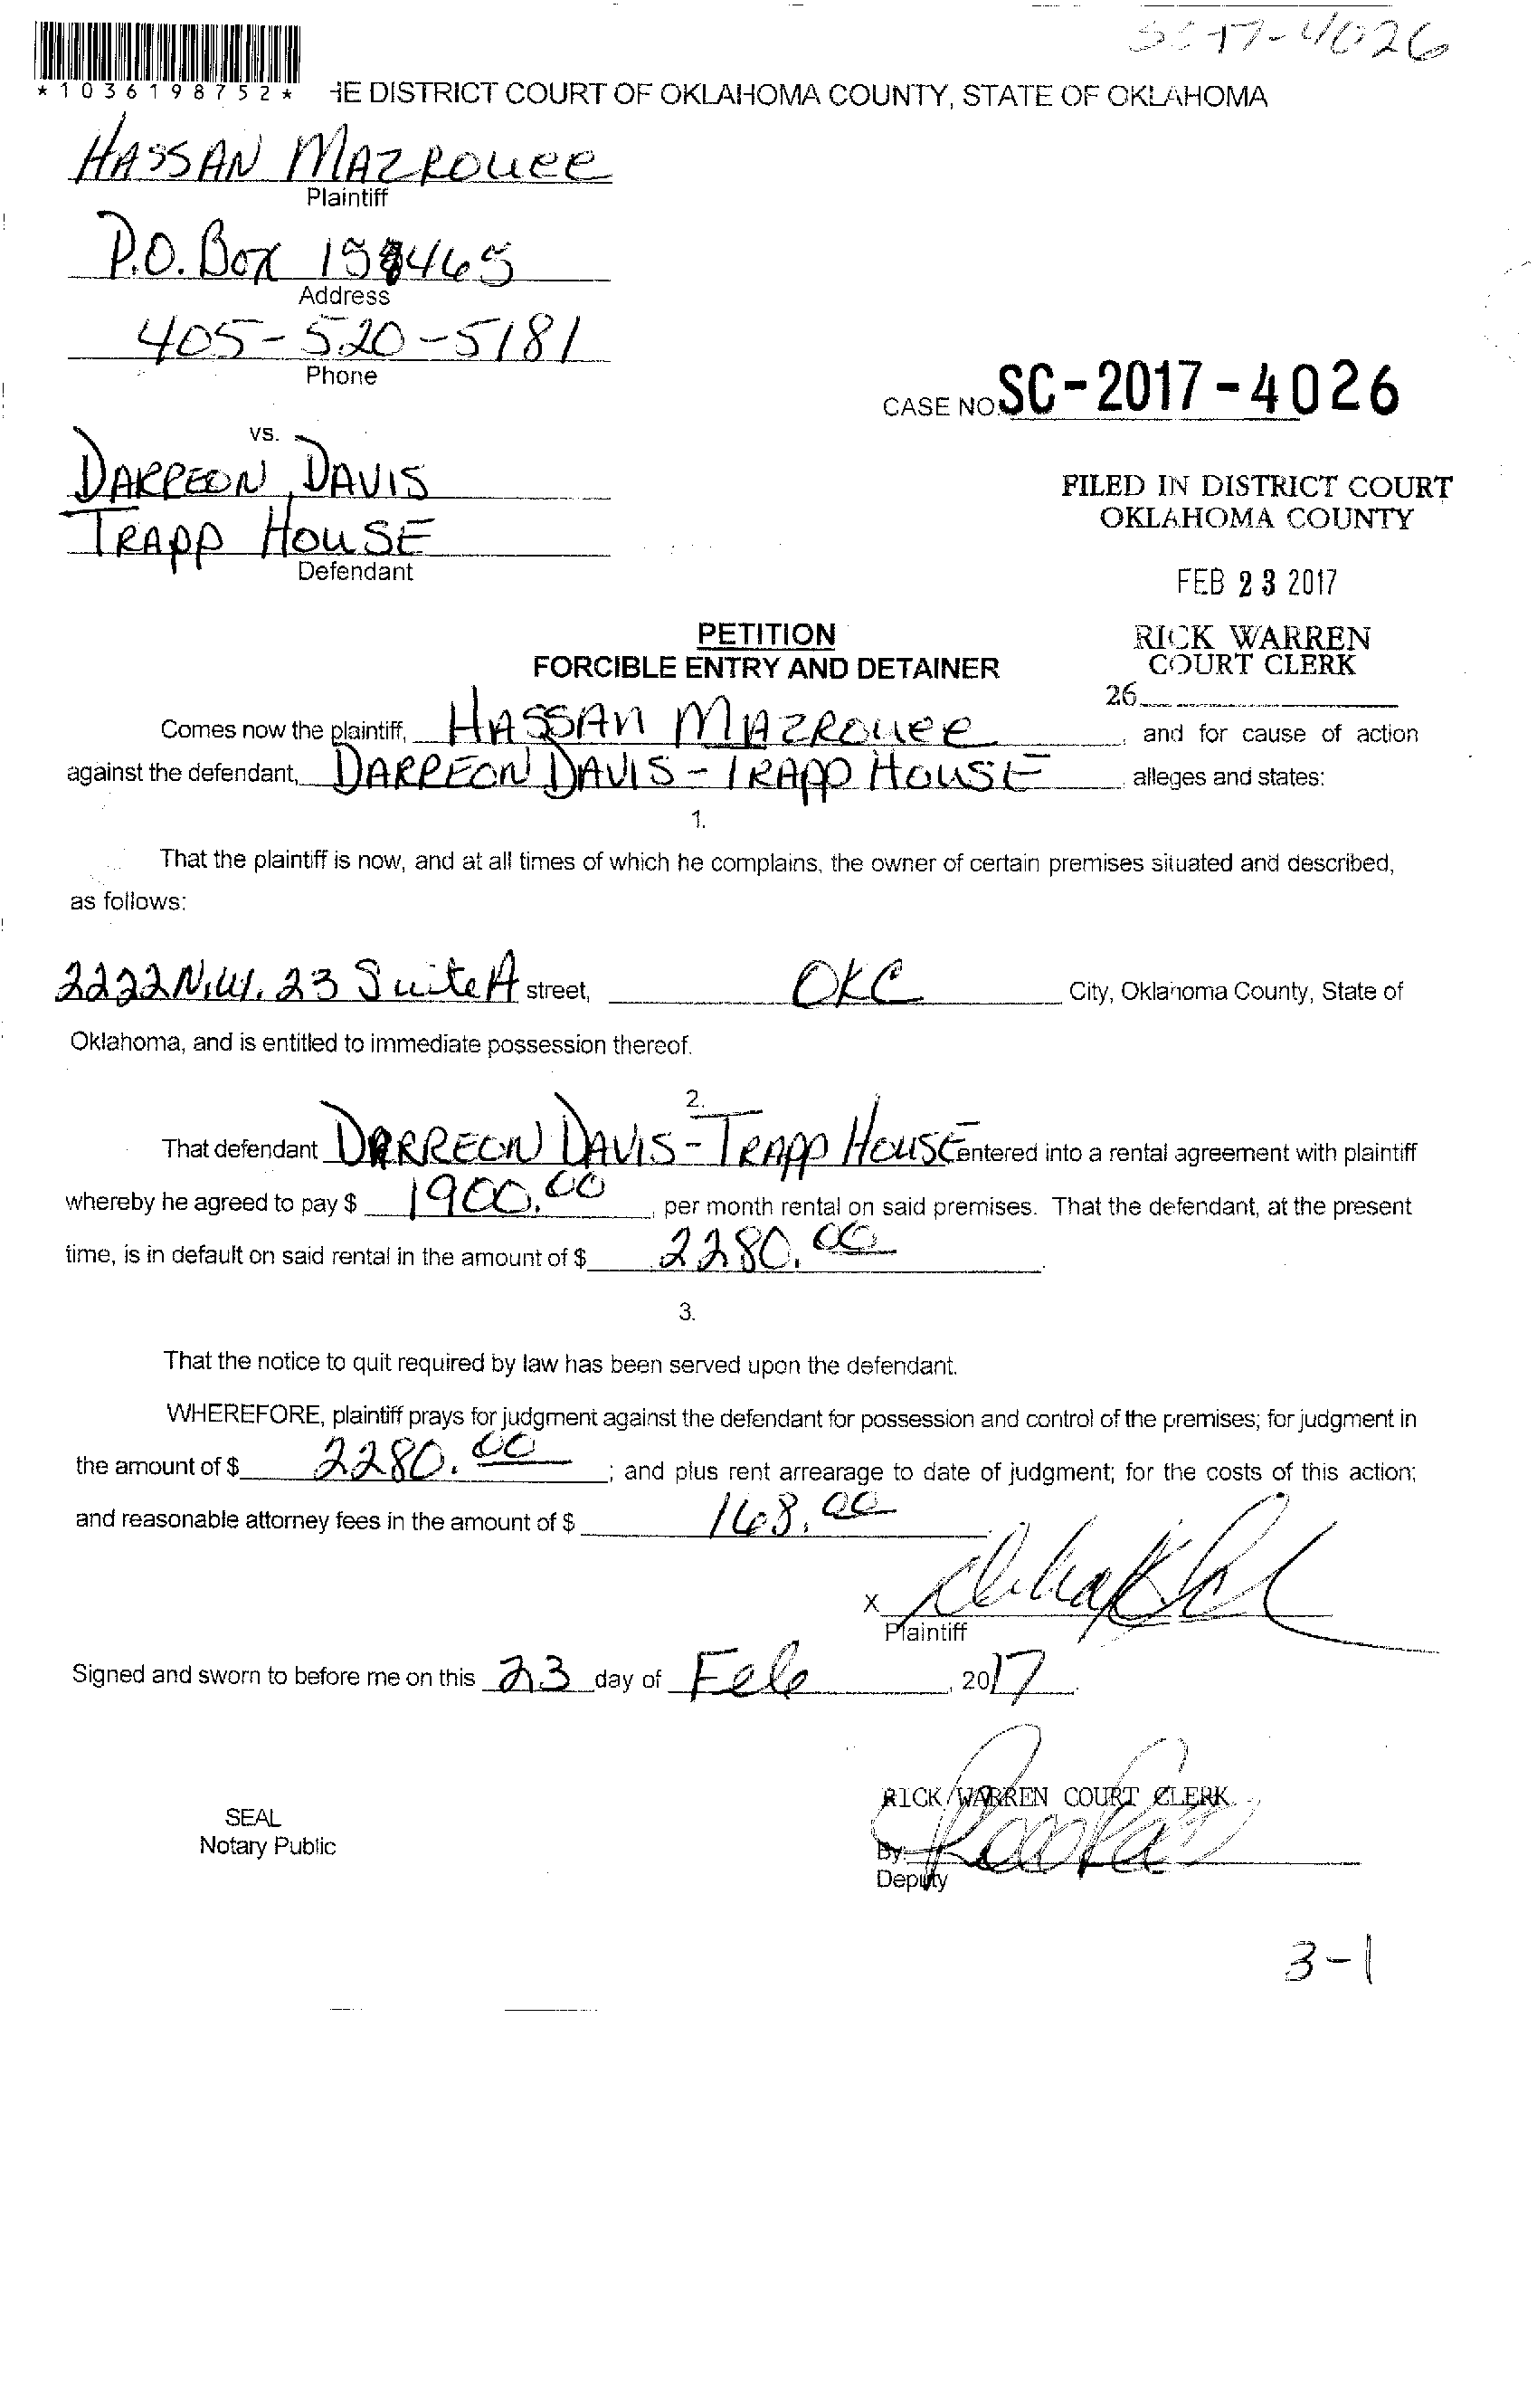 SC-17-4026
*1036198752* HE DISTRICT COURT OF OKLAHOMA COUNTY, STATE OF OKLAHOMA
HASSAN MAZROUEE
Plaintiff
P.O. Box
Address
405-520-5181
Phone
CASE NO. SC-2017-4026
vs.
DARREON DAVIS
TRAPP HOUSE
Defendant
FILED IN DISTRICT COURT
OKLAHOMA COUNTY
FEB 23 2017
RICK WARREN
COURT CLERK
26
PETITION
FORCIBLE ENTRY AND DETAINER
Comes now the plaintiff, HASSAN MAZROUEE, and for cause of action
against the defendant, DARREON DAVIS - TRAPP HOUSE, alleges and states:
1.
That the plaintiff is now, and at all times of which he complains, the owner of certain premises situated and described,
as follows:
2222 N.W. 23 Suite A street, OKC City, Oklahoma County, State of
Oklahoma, and is entitled to immediate possession thereof.
2.
That defendant DARREON DAVIS - TRAPP HOUSE entered into a rental agreement with plaintiff
whereby he agreed to pay $ 1900.00, per month rental on said premises. That the defendant, at the present
time, is in default on said rental in the amount of $ 2280.00.
3.
That the notice to quit required by law has been served upon the defendant.
WHEREFORE, plaintiff prays for judgment against the defendant for possession and control of the premises; for judgment in
the amount of $ 2280.00; and plus rent arrearage to date of judgment; for the costs of this action;
and reasonable attorney fees in the amount of $ 168.00
X
Plaintiff
Signed and sworn to before me on this 23 day of Feb, 2017.
RICK WARREN COURT CLERK
SEAL
Notary Public
By:
Deputy
3-1